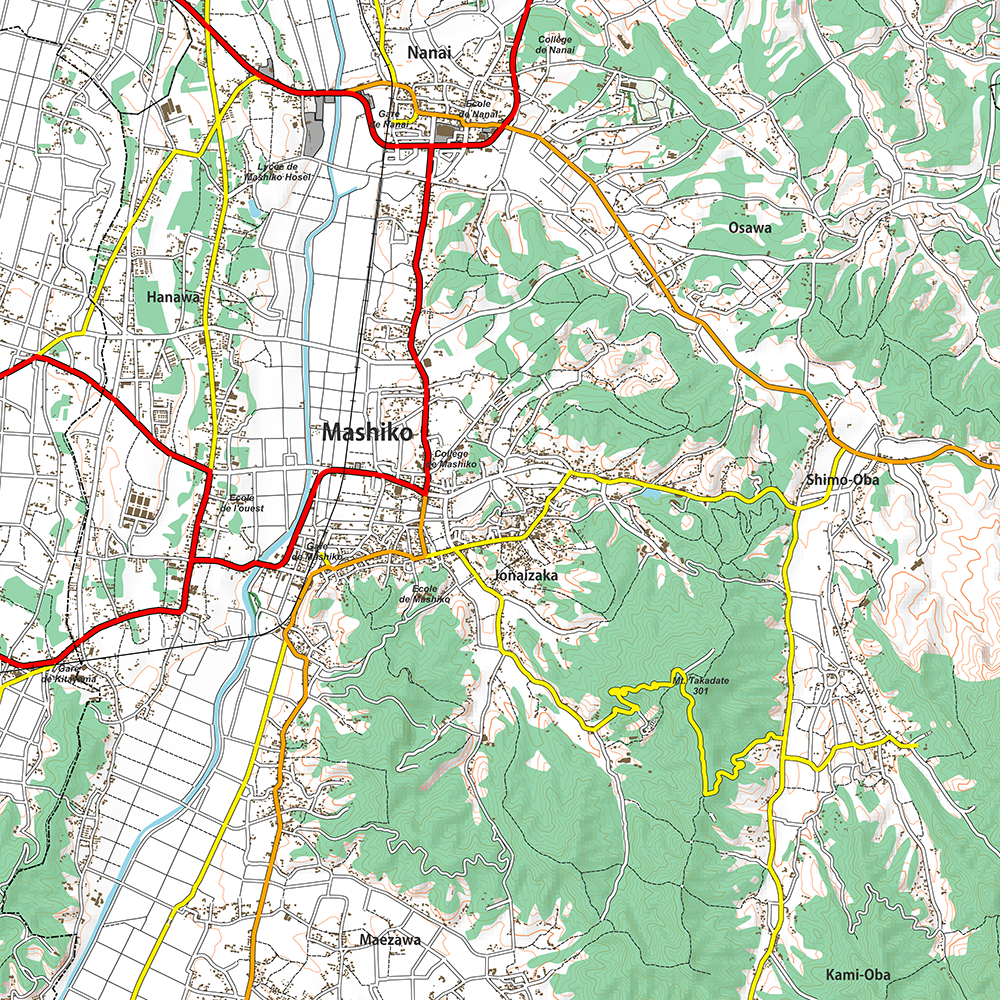 Collège
de Nanai
Nanai
Ecole
de Nanai
Gare
de Nanai
Lycée de
Mashiko Hosei
Osawa
Hanawa
Mashiko
Collège
de Mashiko
Shimo-Oba
Ecole
de l'ouest
Gare
de Mashiko
Jonaizaka
Ecole
de Mashiko
Gare
de Kitayama
Mt. Takadate
301
Maezawa
Kami-Oba